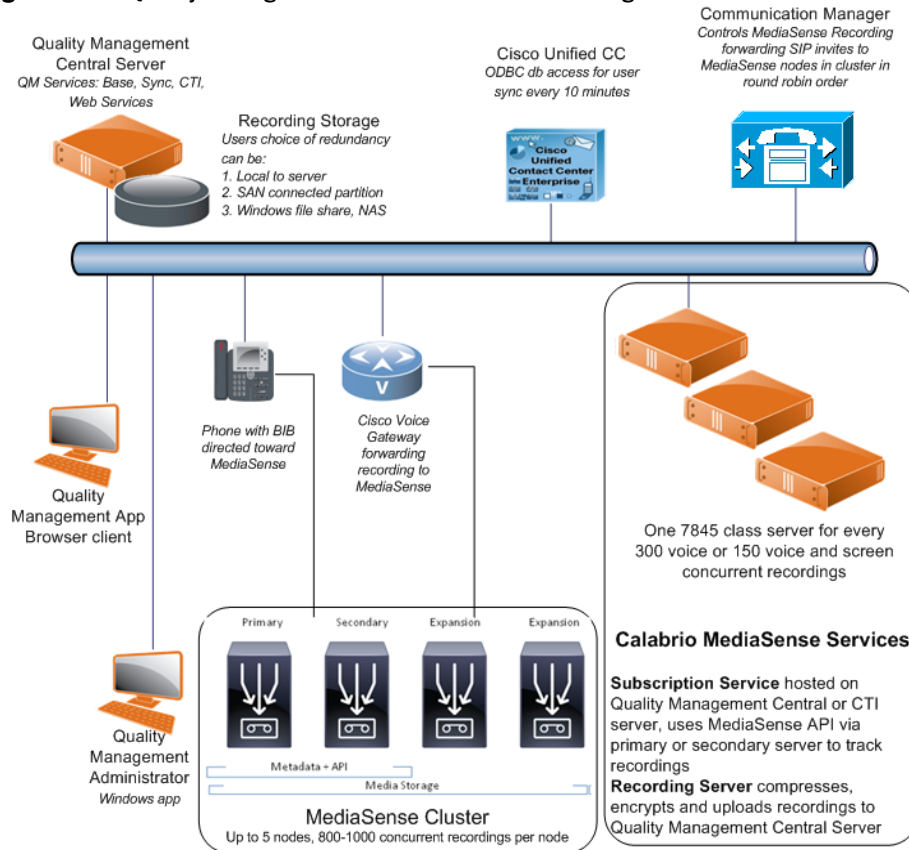 Quality Management
Central Server
QM Services: Base, Sync, CTI,
Web Services
Recording Storage
Users choice of redundancy
can be:
1. Local to server
2. SAN connected partition
3. Windows file share, NAS
Cisco Unified CC
ODBC db access for user
sync every 10 minutes
www.
Cisco
Unified
Contact Center
Enterprise
Communication Manager
Controls MediaSense Recording
forwarding SIP invites to
MediaSense nodes in cluster in
round robin order
Phone with BIB
directed toward
MediaSense
V
Cisco Voice
Gateway
forwarding
recording to
MediaSense
Quality
Management App
Browser client
One 7845 class server for every
300 voice or 150 voice and screen
concurrent recordings
Quality
Management
Administrator
Windows app
Primary
Secondary
Expansion
Expansion
Metadata + API
Media Storage
MediaSense Cluster
Up to 5 nodes, 800-1000 concurrent recordings per node
Calabrio MediaSense Services
Subscription Service hosted on
Quality Management Central or CTI
server, uses MediaSense API via
primary or secondary server to track
recordings
Recording Server compresses,
encrypts and uploads recordings to
Quality Management Central Server